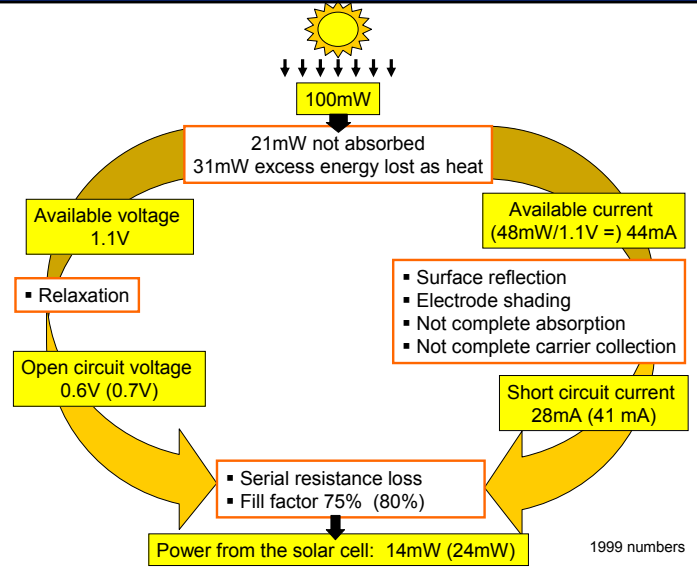 100mW
21mW not absorbed
31mW excess energy lost as heat
Available voltage
1.1V
Available current
(48mW/1.1V =) 44mA
▪ Relaxation
▪ Surface reflection
▪ Electrode shading
▪ Not complete absorption
▪ Not complete carrier collection
Open circuit voltage
0.6V (0.7V)
Short circuit current
28mA (41 mA)
▪ Serial resistance loss
▪ Fill factor 75% (80%)
Power from the solar cell: 14mW (24mW)
1999 numbers